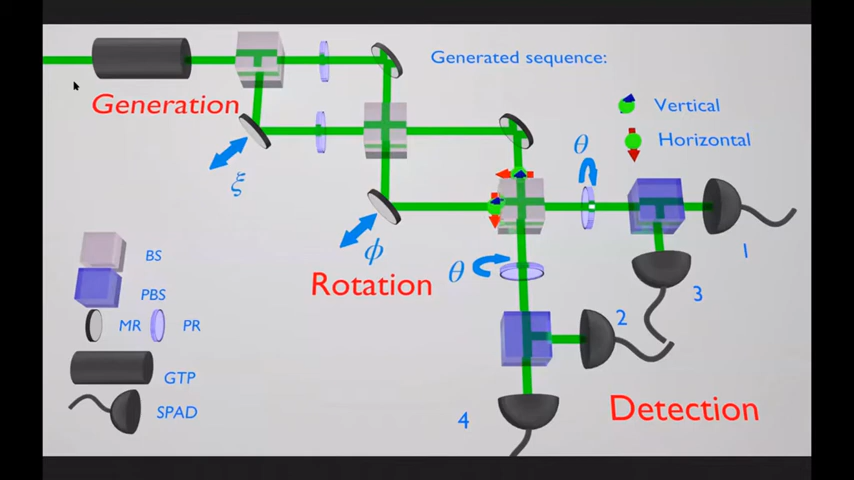 Generated sequence:
Generation
Vertical
Horizontal
θ
ξ
ϕ
Rotation
θ
BS
PBS
MR
PR
GTP
SPAD
1
3
2
4
Detection